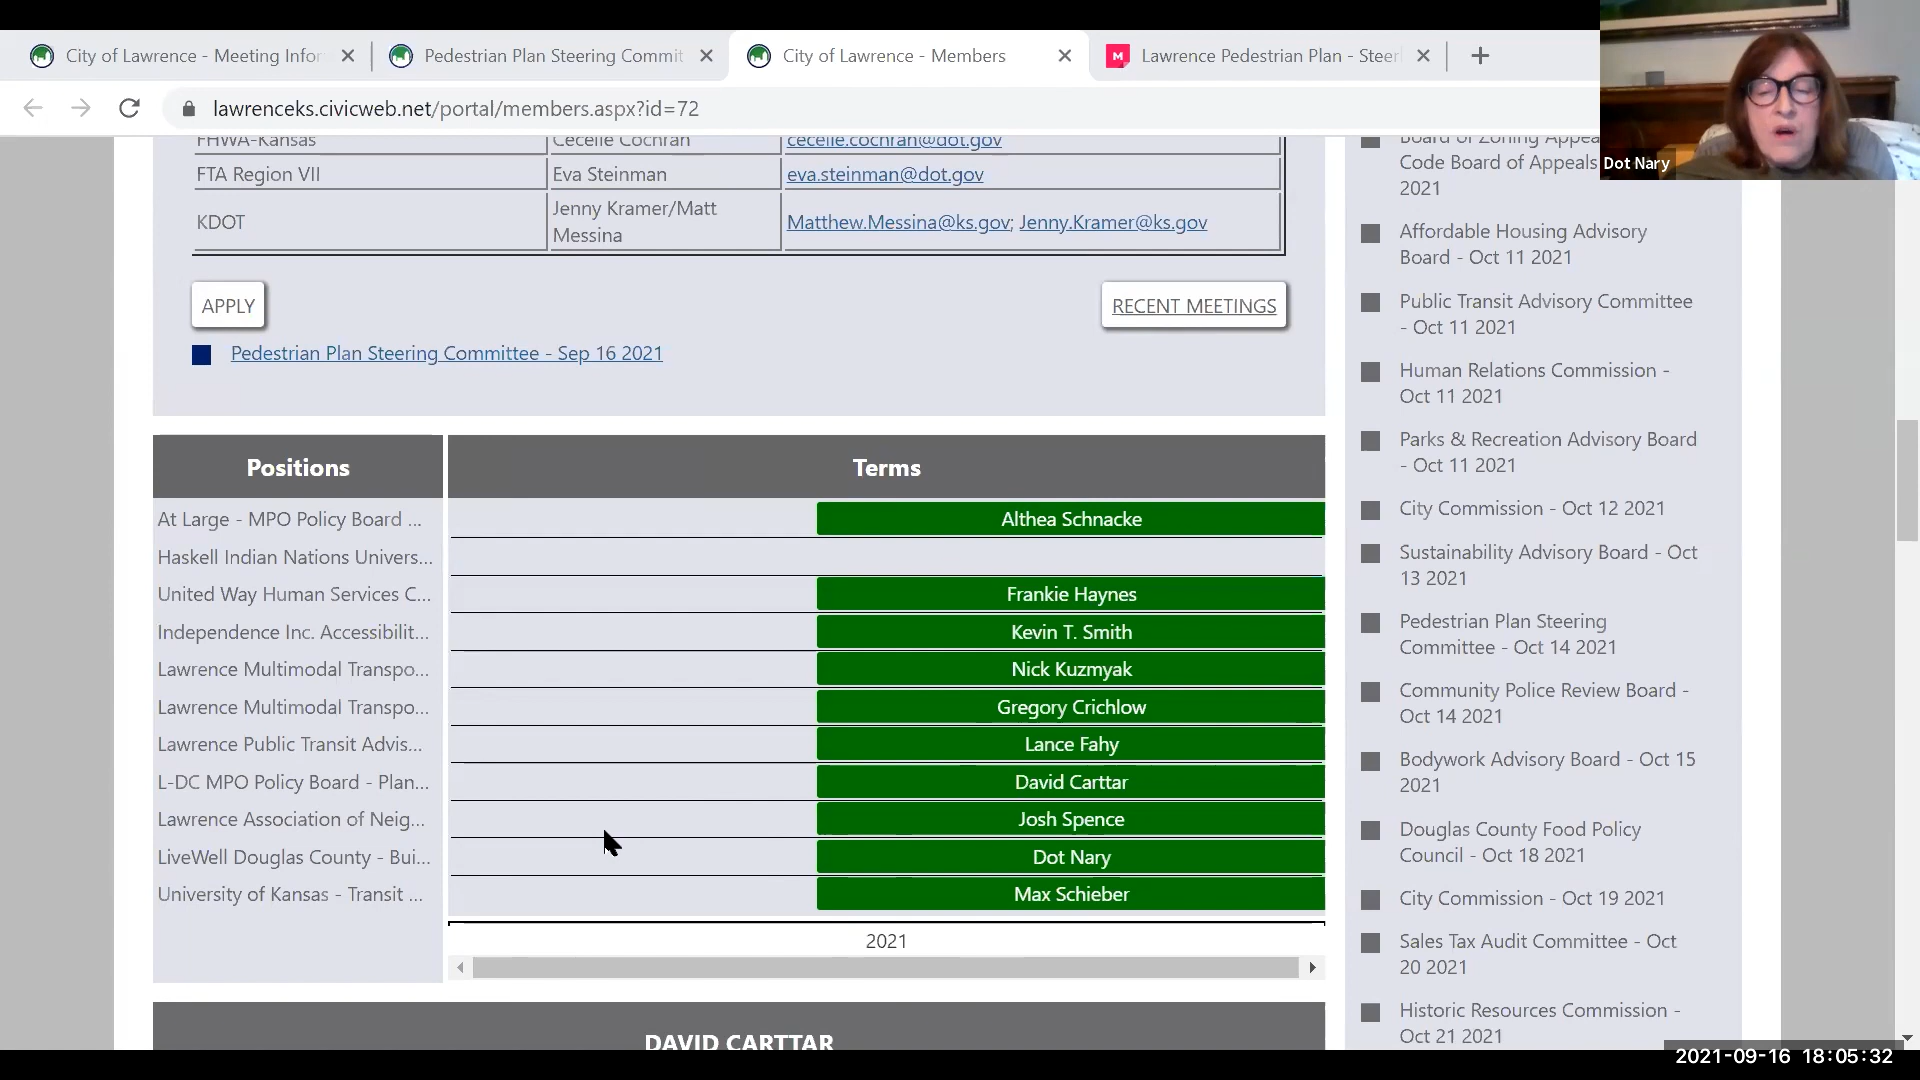 City of Lawrence - Meeting Infor
Pedestrian Plan Steering Commit
City of Lawrence - Members
Lawrence Pedestrian Plan - Steer
lawrenceks.civicweb.net/portal/members.aspx?id=72
Dot Nary
FHWA-Kansas Cecelie Cochran cecelie.cochran@dot.gov
FTA Region VII Eva Steinman eva.steinman@dot.gov
KDOT Jenny Kramer/Matt Messina Matthew.Messina@ks.gov; Jenny.Kramer@ks.gov
APPLY
RECENT MEETINGS
Pedestrian Plan Steering Committee - Sep 16 2021
Positions Terms
At Large - MPO Policy Board ... Althea Schnacke
Haskell Indian Nations Univers...
United Way Human Services C... Frankie Haynes
Independence Inc. Accessibilit... Kevin T. Smith
Lawrence Multimodal Transpo... Nick Kuzmyak
Lawrence Multimodal Transpo... Gregory Crichlow
Lawrence Public Transit Advis... Lance Fahy
L-DC MPO Policy Board - Plan... David Carttar
Lawrence Association of Neig... Josh Spence
LiveWell Douglas County - Bui... Dot Nary
University of Kansas - Transit ... Max Schieber
2021
DAVID CARTTAR
Board of Zoning Appea
Code Board of Appeals
2021
Affordable Housing Advisory
Board - Oct 11 2021
Public Transit Advisory Committee
- Oct 11 2021
Human Relations Commission -
Oct 11 2021
Parks & Recreation Advisory Board
- Oct 11 2021
City Commission - Oct 12 2021
Sustainability Advisory Board - Oct
13 2021
Pedestrian Plan Steering
Committee - Oct 14 2021
Community Police Review Board -
Oct 14 2021
Bodywork Advisory Board - Oct 15
2021
Douglas County Food Policy
Council - Oct 18 2021
City Commission - Oct 19 2021
Sales Tax Audit Committee - Oct
20 2021
Historic Resources Commission -
Oct 21 2021
2021-09-16 18:05:32